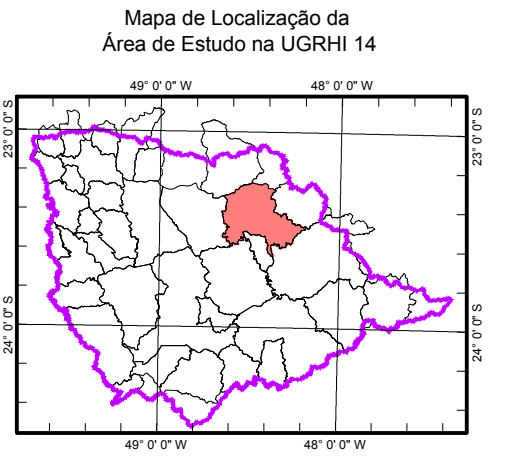 Mapa de Localização da
Área de Estudo na UGRHI 14
49° 0' 0" W
48° 0' 0" W
23° 0' 0" S
23° 0' 0" S
24° 0' 0" S
24° 0' 0" S
49° 0' 0" W
48° 0' 0" W